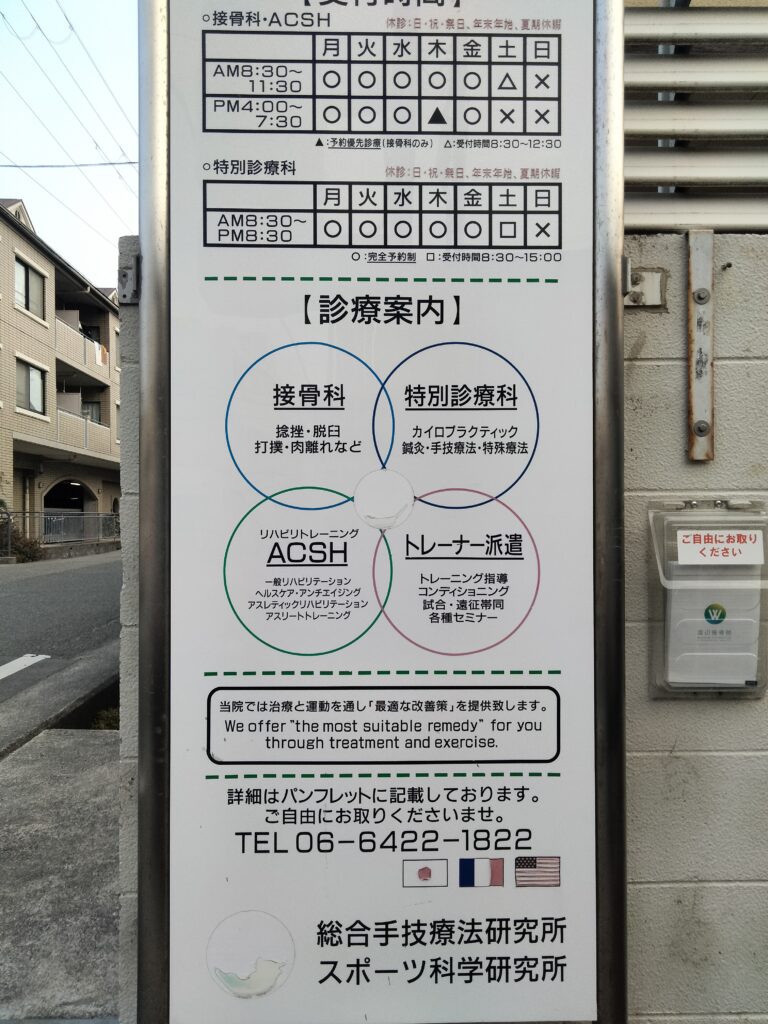 【受付時間】
○接骨科・ACSH 休診:日・祝・祭日、年末年始、夏期休暇
月 火 水 木 金 土 日
AM8:30〜11:30 ○ ○ ○ ○ ○ △ ×
PM4:00〜7:30 ○ ○ ○ ▲ ○ × ×
▲:予約優先診療(接骨科のみ) △:受付時間8:30〜12:30
○特別診療科 休診:日・祝・祭日、年末年始、夏期休暇
月 火 水 木 金 土 日
AM8:30〜PM8:30 ○ ○ ○ ○ ○ □ ×
○:完全予約制 □:受付時間8:30〜15:00
【診療案内】
接骨科
捻挫・脱臼
打撲・肉離れなど
特別診療科
カイロプラクティック
鍼灸・手技療法・特殊療法
リハビリトレーニング
ACSH
一般リハビリテーション
ヘルスケア・アンチエイジング
アスレティックリハビリテーション
アスリートトレーニング
トレーナー派遣
トレーニング指導
コンディショニング
試合・遠征帯同
各種セミナー
当院では治療と運動を通し「最適な改善策」を提供致します。
We offer "the most suitable remedy" for you
through treatment and exercise.
詳細はパンフレットに記載しております。
ご自由にお取りくださいませ。
TEL 06-6422-1822
総合手技療法研究所
スポーツ科学研究所
ご自由にお取り
ください
W